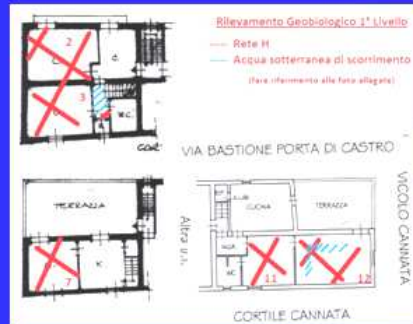 Rilevamento Geobiologico 1° Livello
Rete H
Acqua sotterranea di scorrimento
(fare riferimento alle foto allegate)
2
C.
3
W.C.
COR.
VIA BASTIONE PORTA DI CASTRO
TERRAZZA
7
K
Altra u.i.
CUCINA
TERRAZZA
WC
11
12
VICOLO CANNATA
CORTILE CANNATA